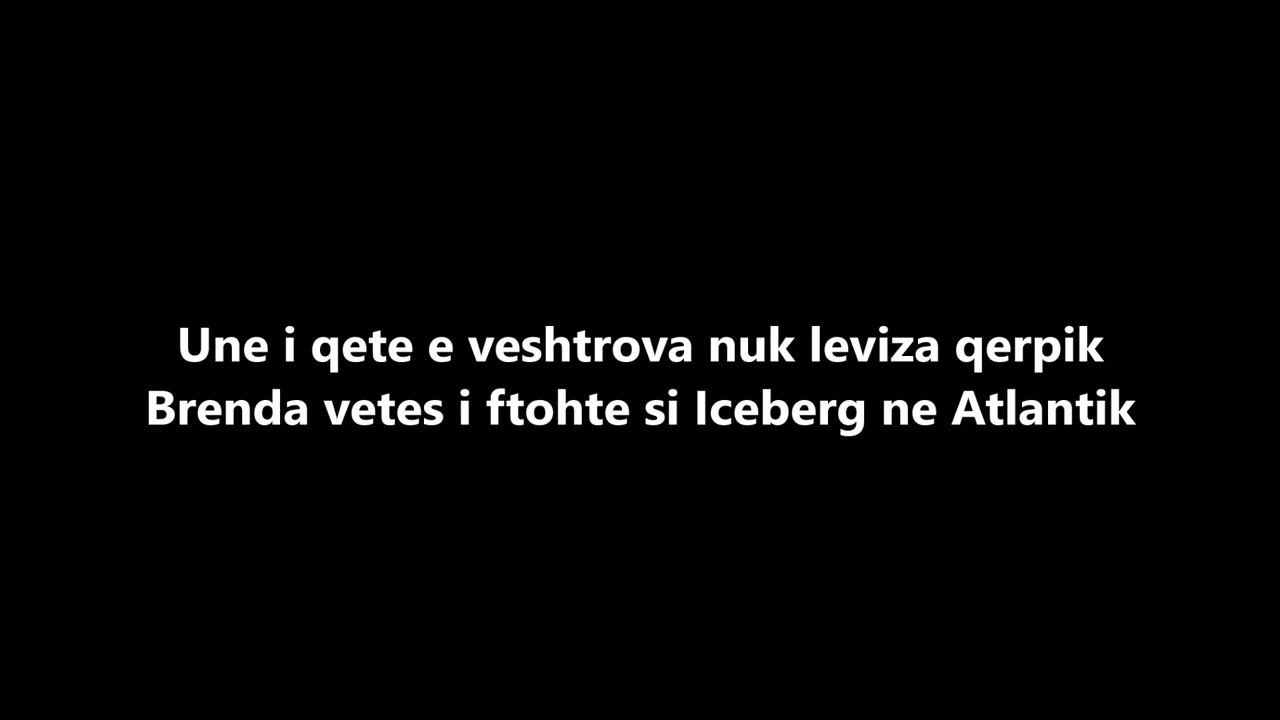 Une i qete e veshtrova nuk leviza qerpik
Brenda vetes i ftohte si Iceberg ne Atlantik